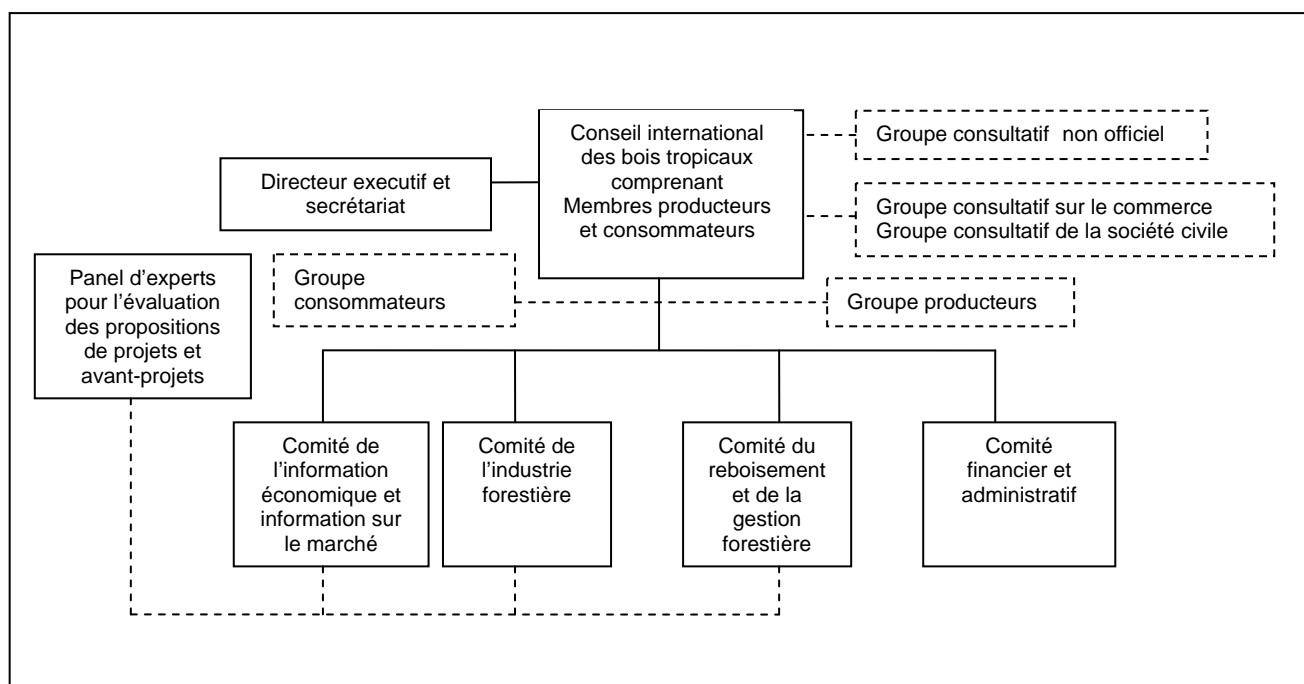 Conseil international
des bois tropicaux
comprenant
Membres producteurs
et consommateurs
Groupe consultatif non officiel
Directeur executif et
secrétariat
Groupe consultatif sur le commerce
Groupe consultatif de la société civile
Panel d’experts
pour l’évaluation
des propositions
de projets et
avant-projets
Groupe
consommateurs
Groupe producteurs
Comité de
l’information
économique et
information sur
le marché
Comité de
l’industrie
forestière
Comité du
reboisement
et de la
gestion
forestière
Comité
financier et
administratif